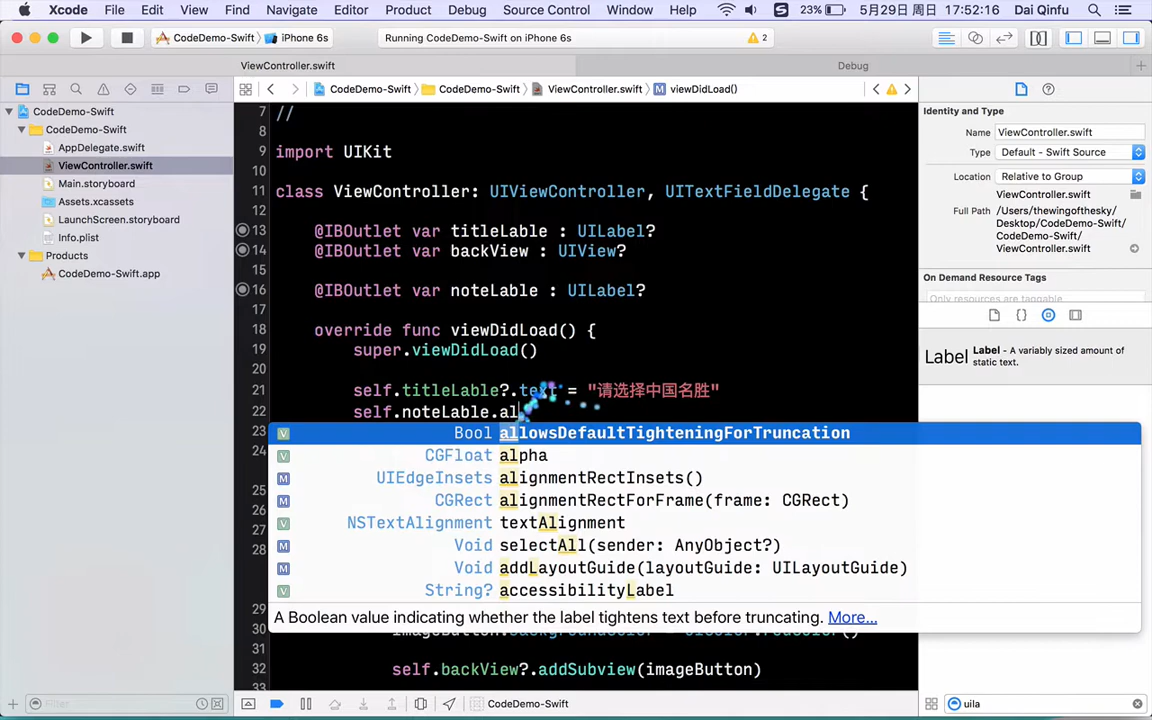 Xcode File Edit View Find Navigate Editor Product Debug Source Control Window Help S 23% 5月29日 周日 17:52:16 Dai Qinfu
CodeDemo-Swift iPhone 6s Running CodeDemo-Swift on iPhone 6s 2
ViewController.swift Debug
CodeDemo-Swift CodeDemo-Swift ViewController.swift M viewDidLoad()
CodeDemo-Swift
CodeDemo-Swift
AppDelegate.swift
ViewController.swift
Main.storyboard
Assets.xcassets
LaunchScreen.storyboard
Info.plist
Products
CodeDemo-Swift.app
7 //
8
9 import UIKit
10
11 class ViewController: UIViewController, UITextFieldDelegate {
12
13 @IBOutlet var titleLable : UILabel?
14 @IBOutlet var backView : UIView?
15
16 @IBOutlet var noteLable : UILabel?
17
18 override func viewDidLoad() {
19 super.viewDidLoad()
20
21 self.titleLable?.text = "请选择中国名胜"
22 self.noteLable.al
23
24
25
26
27
28
29
30
31
32 self.backView?.addSubview(imageButton)
33
V Bool allowsDefaultTighteningForTruncation
V CGFloat alpha
M UIEdgeInsets alignmentRectInsets()
M CGRect alignmentRectForFrame(frame: CGRect)
V NSTextAlignment textAlignment
M Void selectAll(sender: AnyObject?)
M Void addLayoutGuide(layoutGuide: UILayoutGuide)
V String? accessibilityLabel
A Boolean value indicating whether the label tightens text before truncating. More...
Identity and Type
Name ViewController.swift
Type Default - Swift Source
Location Relative to Group
ViewController.swift
Full Path /Users/thewingofthesky/
Desktop/CodeDemo-Swift/
CodeDemo-Swift/
ViewController.swift
On Demand Resource Tags
Only resources are taggable
Label Label - A variably sized amount of
static text.
Filter
CodeDemo-Swift
uila